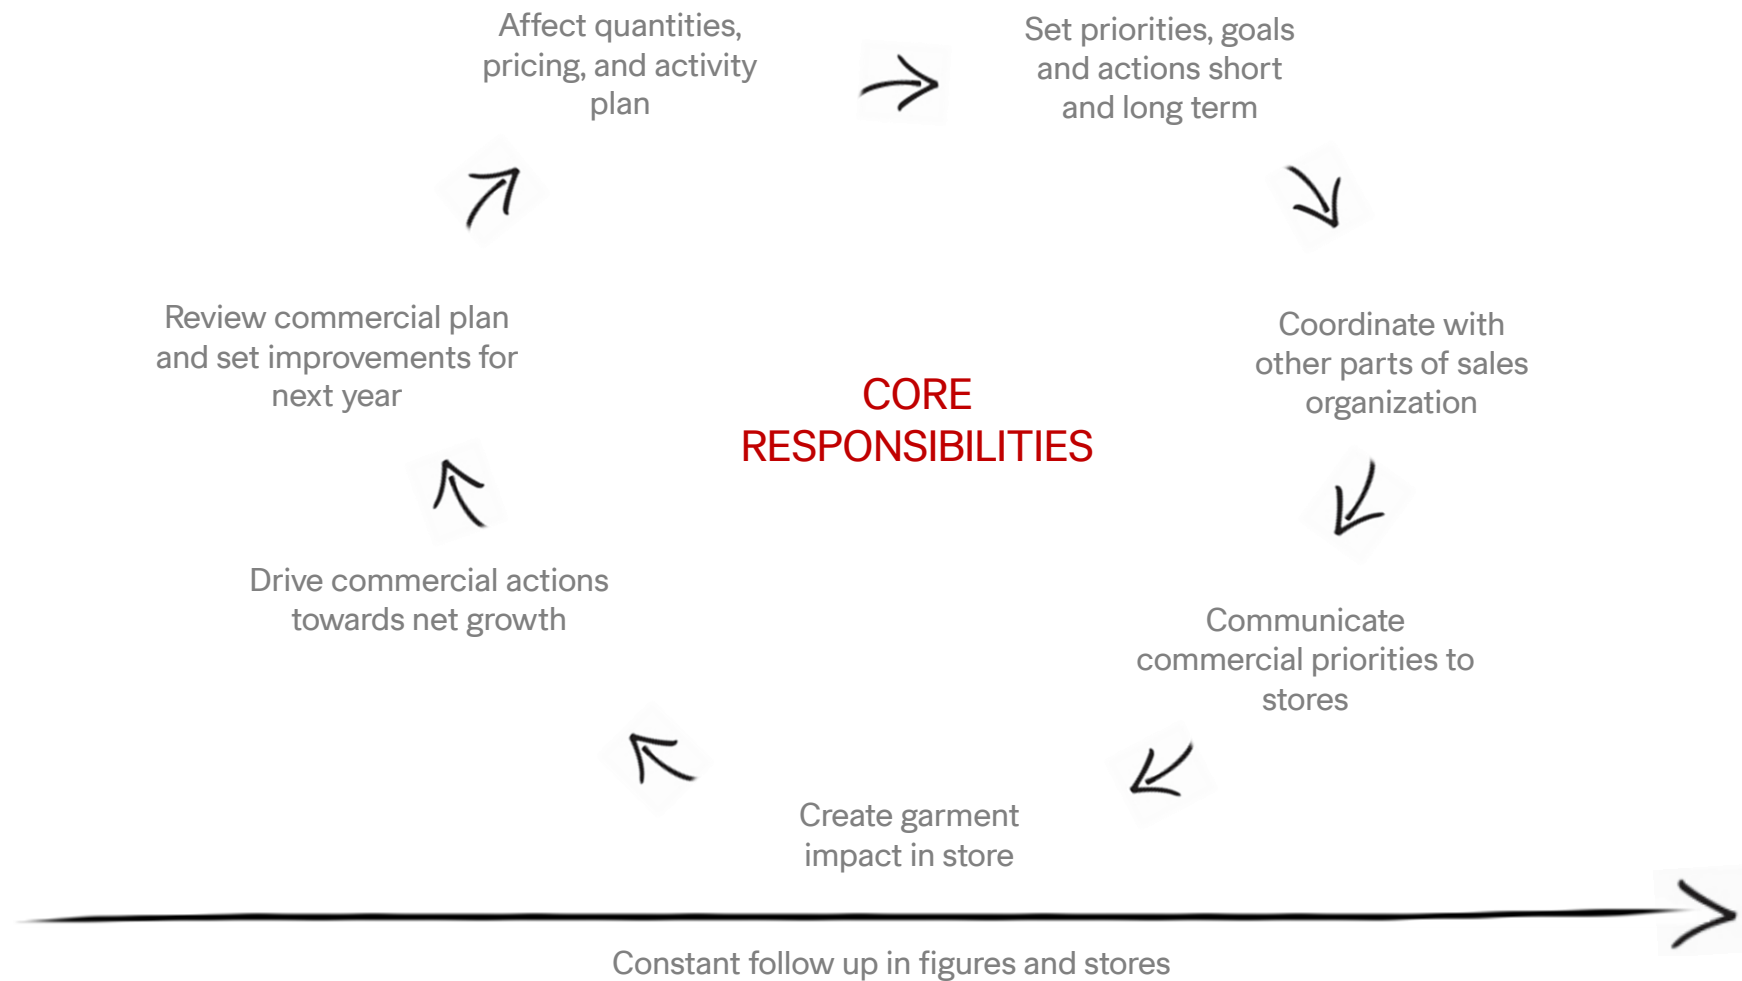 Affect quantities,
pricing, and activity
plan
Set priorities, goals
and actions short
and long term
Coordinate with
other parts of sales
organization
Communicate
commercial priorities to
stores
Create garment
impact in store
Drive commercial actions
towards net growth
Review commercial plan
and set improvements for
next year
CORE
RESPONSIBILITIES
Constant follow up in figures and stores